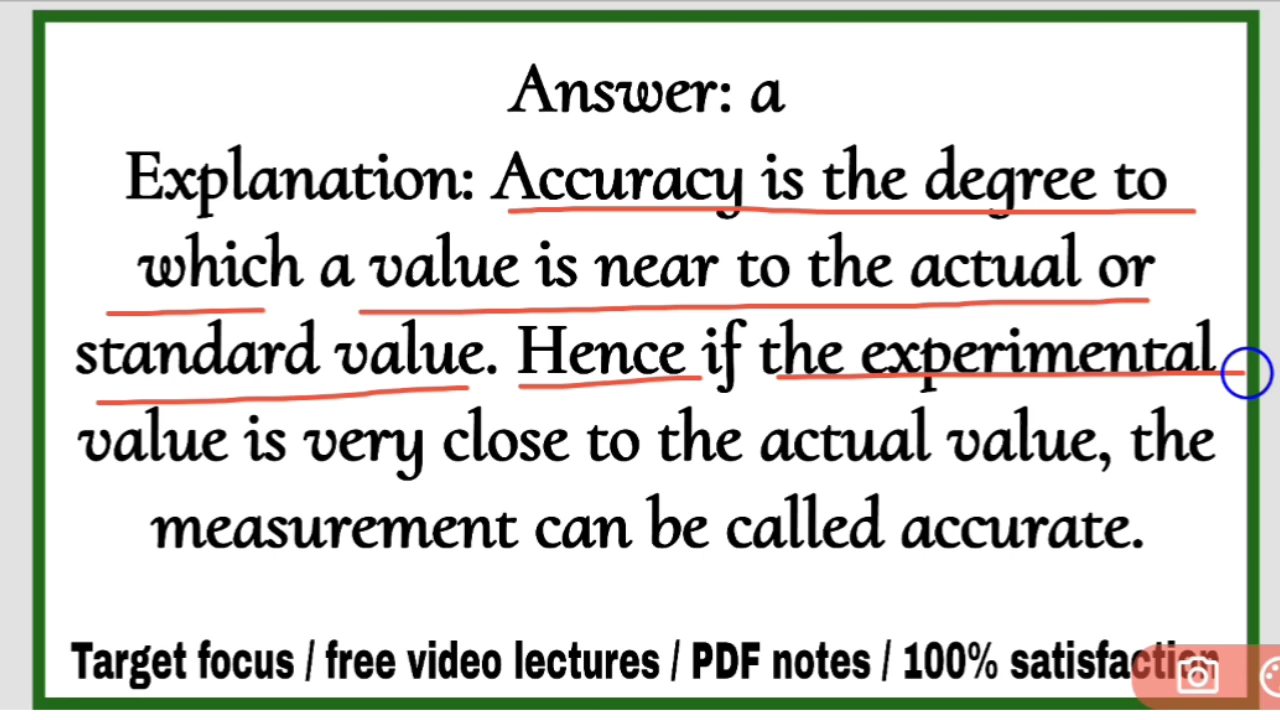 Answer: a
Explanation: Accuracy is the degree to
which a value is near to the actual or
standard value. Hence if the experimental
value is very close to the actual value, the
measurement can be called accurate.
Target focus / free video lectures / PDF notes / 100% satisfaction